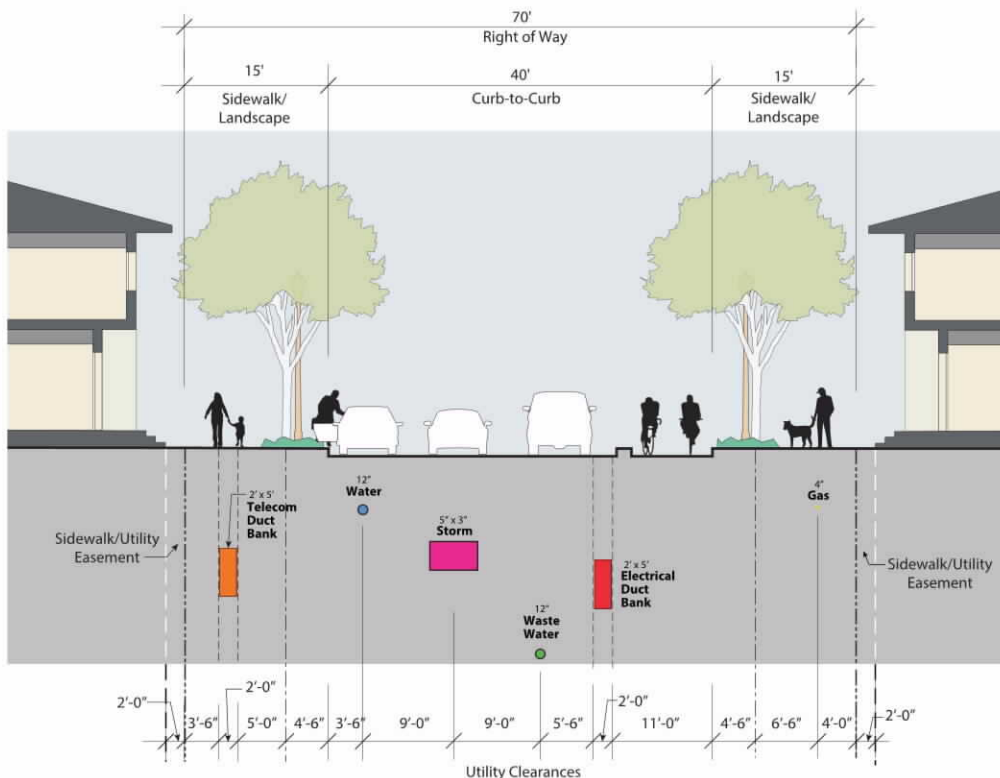 70'
Right of Way
15'
40'
15'
Sidewalk/
Landscape
Curb-to-Curb
Sidewalk/
Landscape
2' x 5'
Telecom
Duct
Bank
12"
Water
5" x 3"
Storm
4"
Gas
Sidewalk/Utility
Easement
2' x 5'
Electrical
Duct
Bank
Sidewalk/Utility
Easement
12"
Waste
Water
2'-0"
3'-6"
2'-0"
5'-0"
4'-6"
3'-6"
9'-0"
9'-0"
5'-6"
2'-0"
11'-0"
4'-6"
6'-6"
4'-0"
2'-0"
Utility Clearances